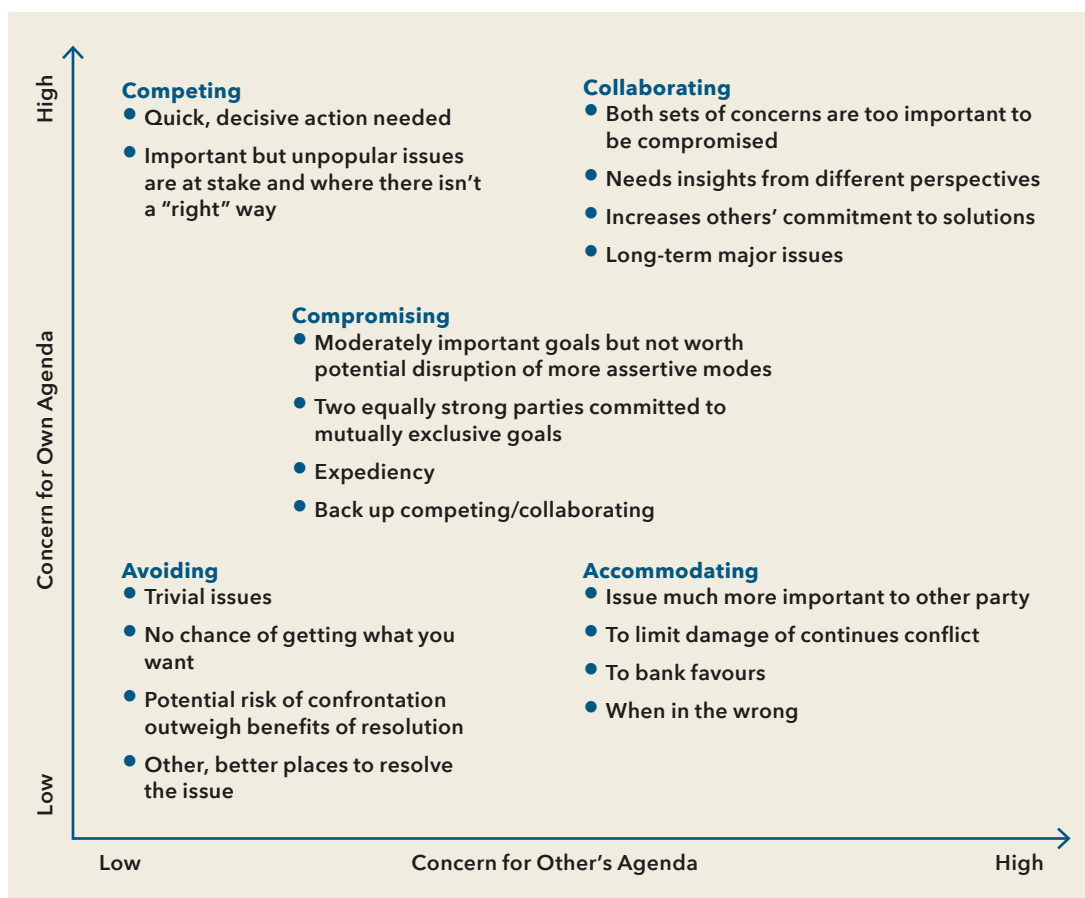 High
Concern for Own Agenda
Low
Competing
• Quick, decisive action needed
• Important but unpopular issues
are at stake and where there isn't
a “right” way
Collaborating
• Both sets of concerns are too important to
be compromised
• Needs insights from different perspectives
• Increases others’ commitment to solutions
• Long-term major issues
Compromising
• Moderately important goals but not worth
potential disruption of more assertive modes
• Two equally strong parties committed to
mutually exclusive goals
• Expediency
• Back up competing/collaborating
Avoiding
• Trivial issues
• No chance of getting what you
want
• Potential risk of confrontation
outweigh benefits of resolution
• Other, better places to resolve
the issue
Accommodating
• Issue much more important to other party
• To limit damage of continues conflict
• To bank favours
• When in the wrong
Low
Concern for Other’s Agenda
High